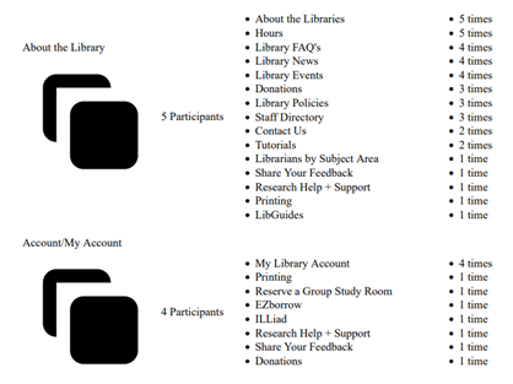 About the Library
5 Participants
• About the Libraries • 5 times
• Hours • 5 times
• Library FAQ's • 4 times
• Library News • 4 times
• Library Events • 4 times
• Donations • 3 times
• Library Policies • 3 times
• Staff Directory • 3 times
• Contact Us • 2 times
• Tutorials • 2 times
• Librarians by Subject Area • 1 time
• Share Your Feedback • 1 time
• Research Help + Support • 1 time
• Printing • 1 time
• LibGuides • 1 time
Account/My Account
4 Participants
• My Library Account • 4 times
• Printing • 1 time
• Reserve a Group Study Room • 1 time
• EZborrow • 1 time
• ILLiad • 1 time
• Research Help + Support • 1 time
• Share Your Feedback • 1 time
• Donations • 1 time